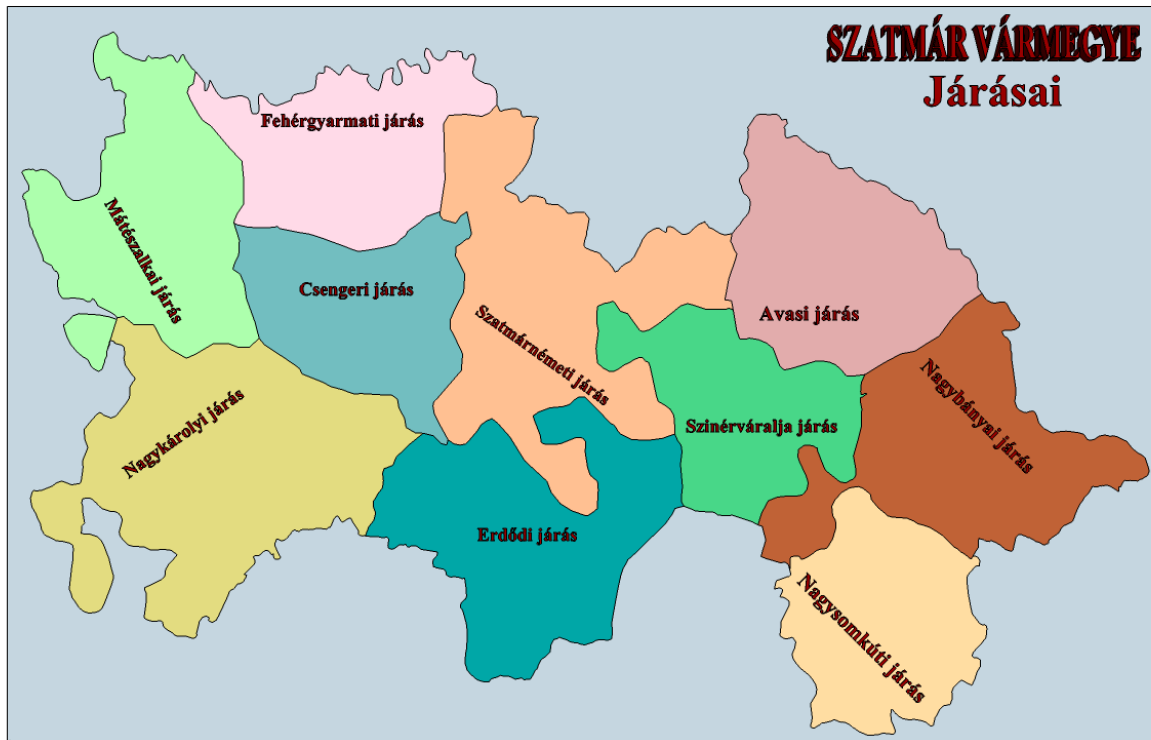 SZATMÁR VÁRMEGYE
Járásai
Fehérgyarmati járás
Mátészalkai járás
Csengeri járás
Szatmárnémeti járás
Avasi járás
Nagykárolyi járás
Szinérváralja járás
Nagybányai járás
Erdődi járás
Nagysomkúti járás